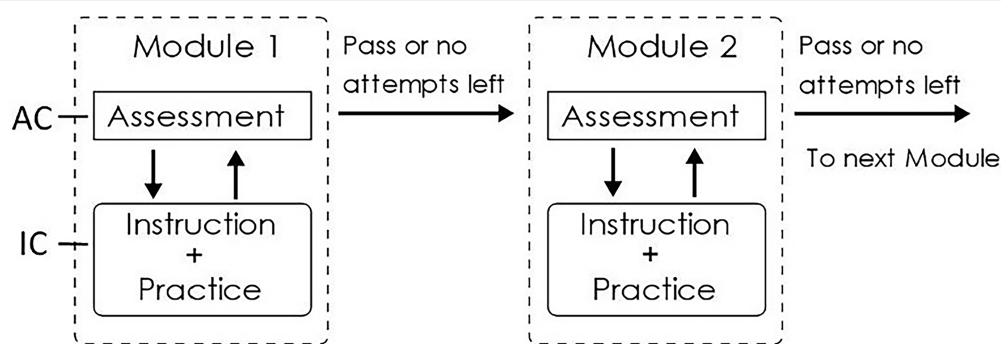 Module 1
AC
Assessment
IC
Instruction
+
Practice
Pass or no
attempts left
Module 2
Assessment
Instruction
+
Practice
Pass or no
attempts left
To next Module